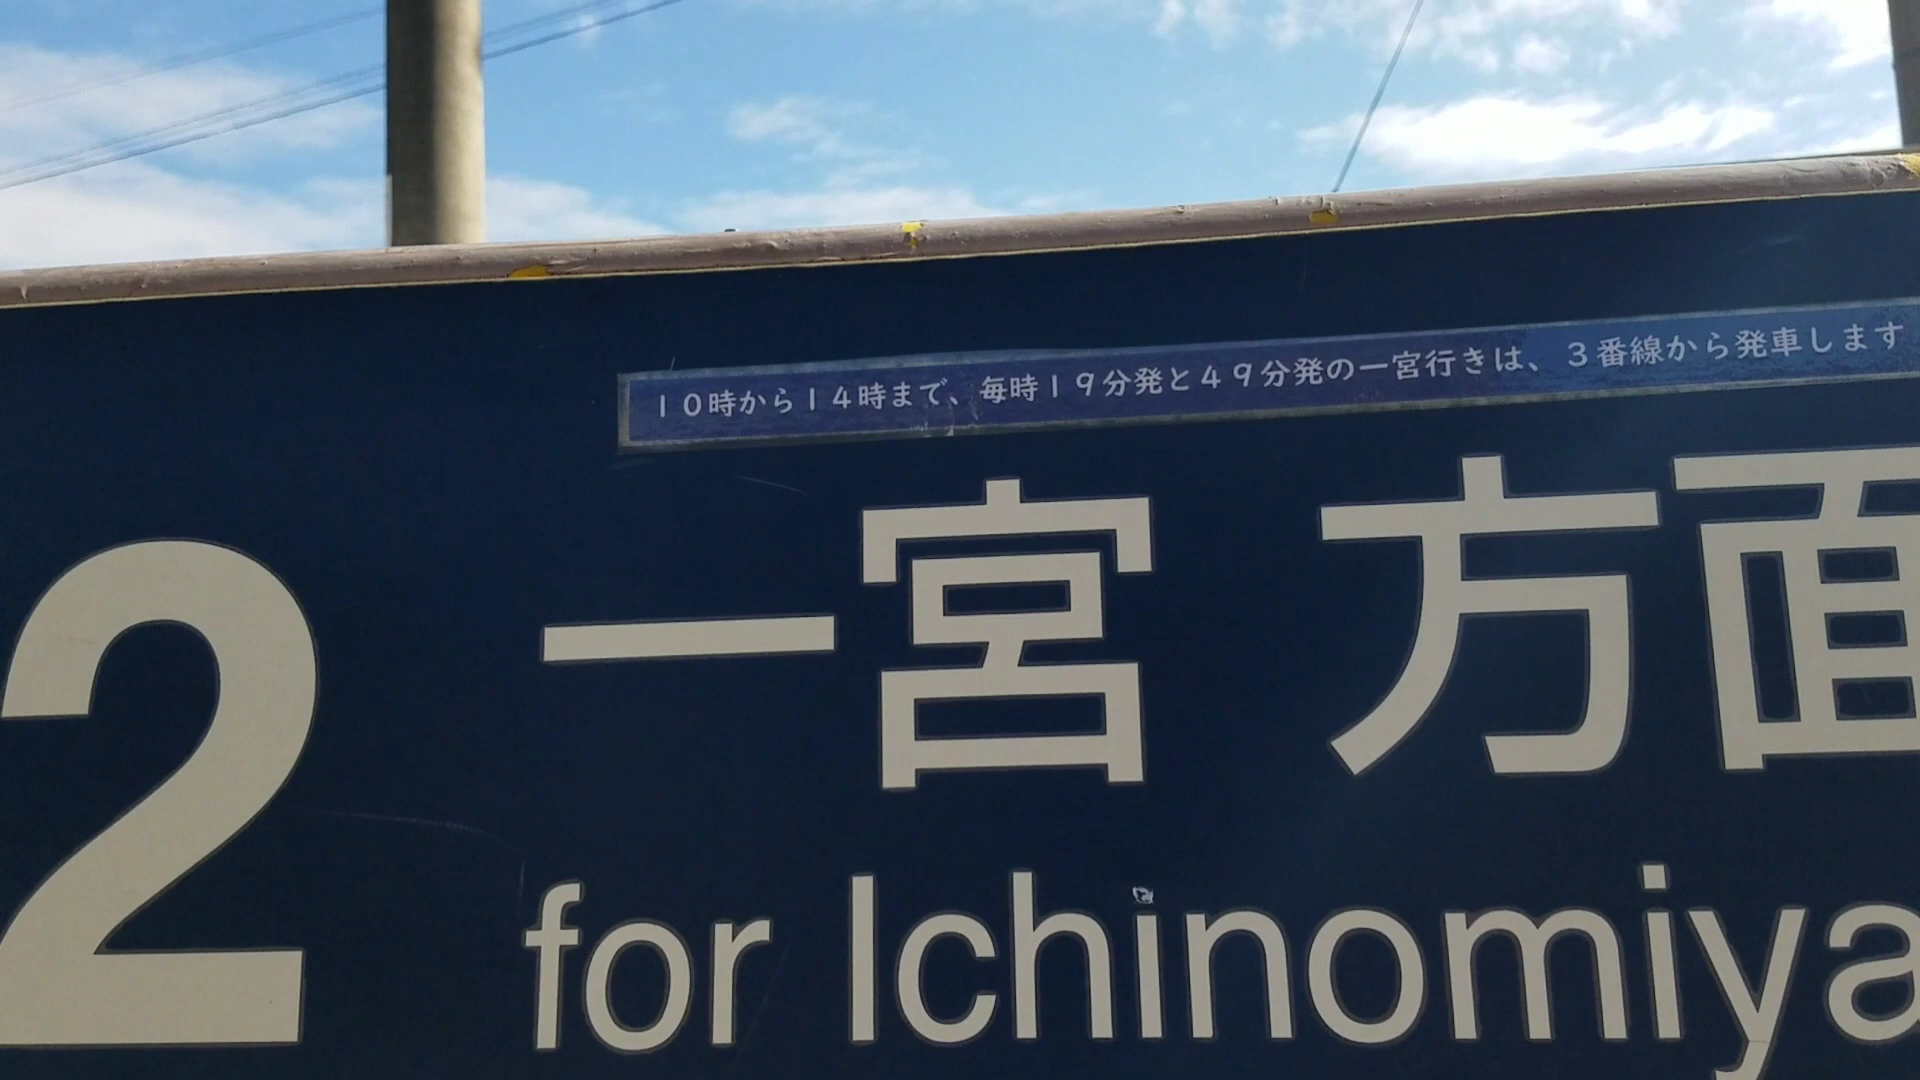 １０時から１４時まで、毎時１９分発と４９分発の一宮行きは、３番線から発車します
2 一宮 方面
for Ichinomiya